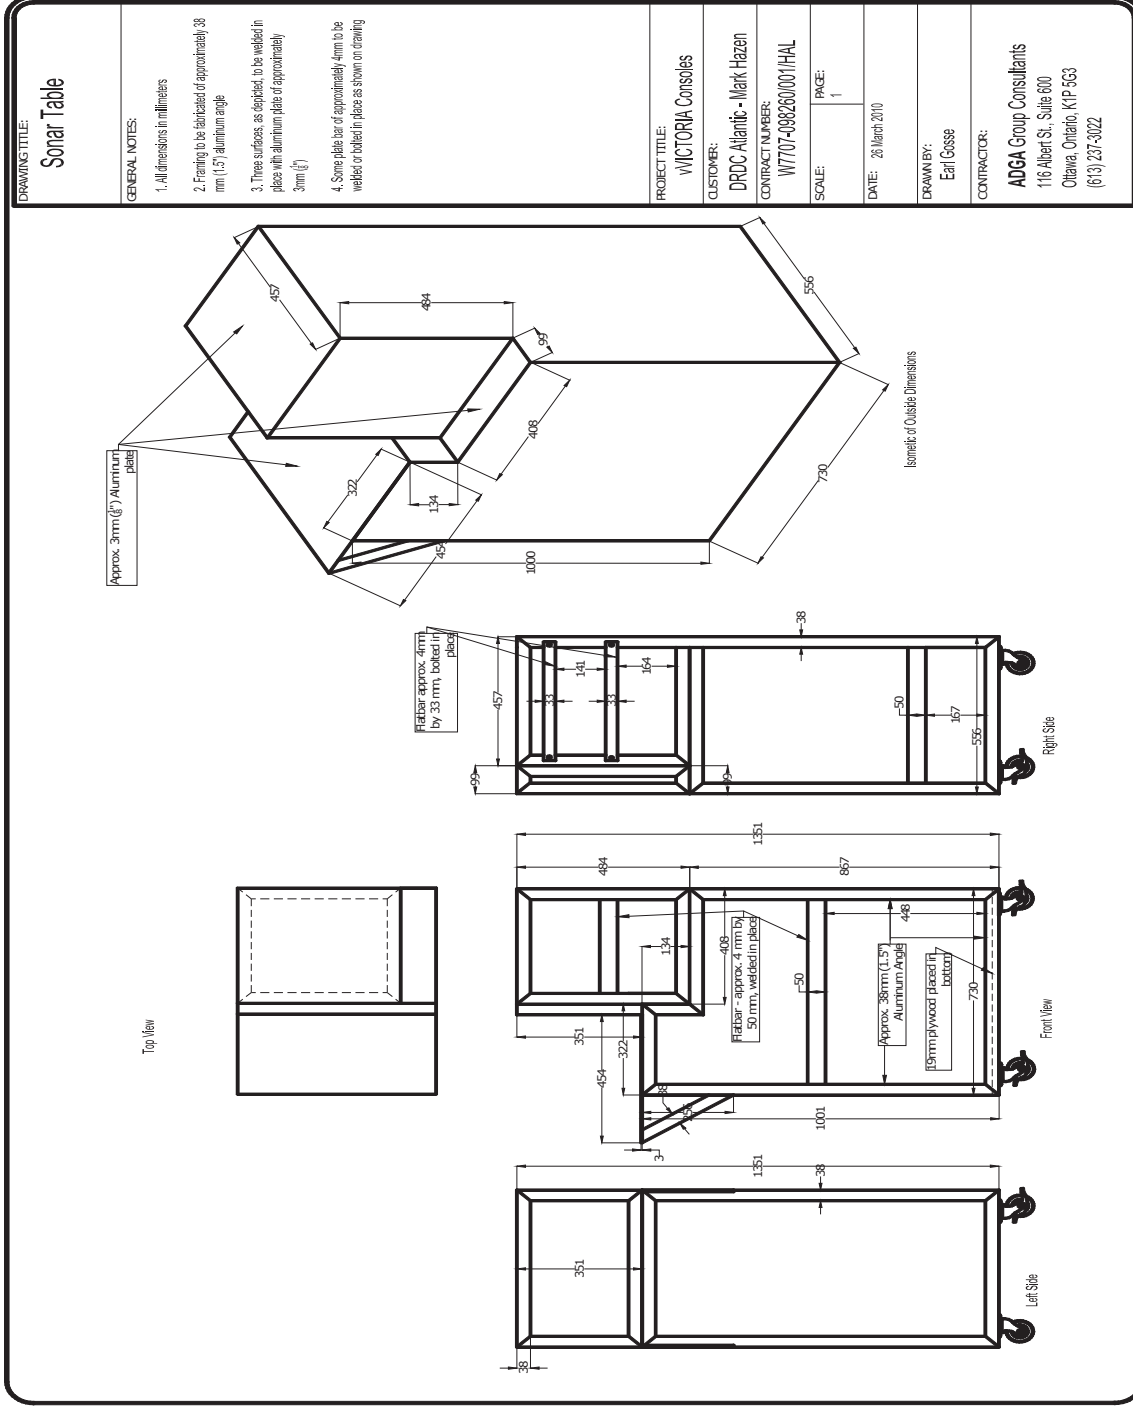 DRAWING TITLE:
Sonar Table
GENERAL NOTES:
1. All dimensions in millimeters
2. Framing to be fabricated of approximately 38
mm (1.5") aluminum angle
3. Three surfaces, as depicted, to be welded in
place with aluminum plate of approximately
3mm (⅛")
4. Some plate bar of approximately 4mm to be
welded or bolted in place as shown on drawing
PROJECT TITLE:
vVICTORIA Consoles
CUSTOMER:
DRDC Atlantic - Mark Hazen
CONTRACT NUMBER:
W7707-098260/001/HAL
SCALE:
PAGE:
1
DATE: 26 March 2010
DRAWN BY:
Earl Gosse
CONTRACTOR:
ADGA Group Consultants
116 Albert St., Suite 600
Ottawa, Ontario, K1P 5G3
(613) 237-3022
Approx. 3mm (⅛") Aluminum
plate
457
484
99
556
408
322
134
454
1000
730
Isometic of Outside Dimensions
Flatbar approx. 4mm
by 33 mm, bolted in
place
457
99
33
141
33
164
38
99
50
167
556
Right Side
Top View
1351
484
867
134
408
351
322
454
Flatbar - approx. 4 mm by
50 mm, welded in place
50
448
Approx. 38mm (1.5")
Aluminum Angle
19mm plywood placed in
bottom
730
38
256
3
1001
Front View
1351
38
351
38
Left Side